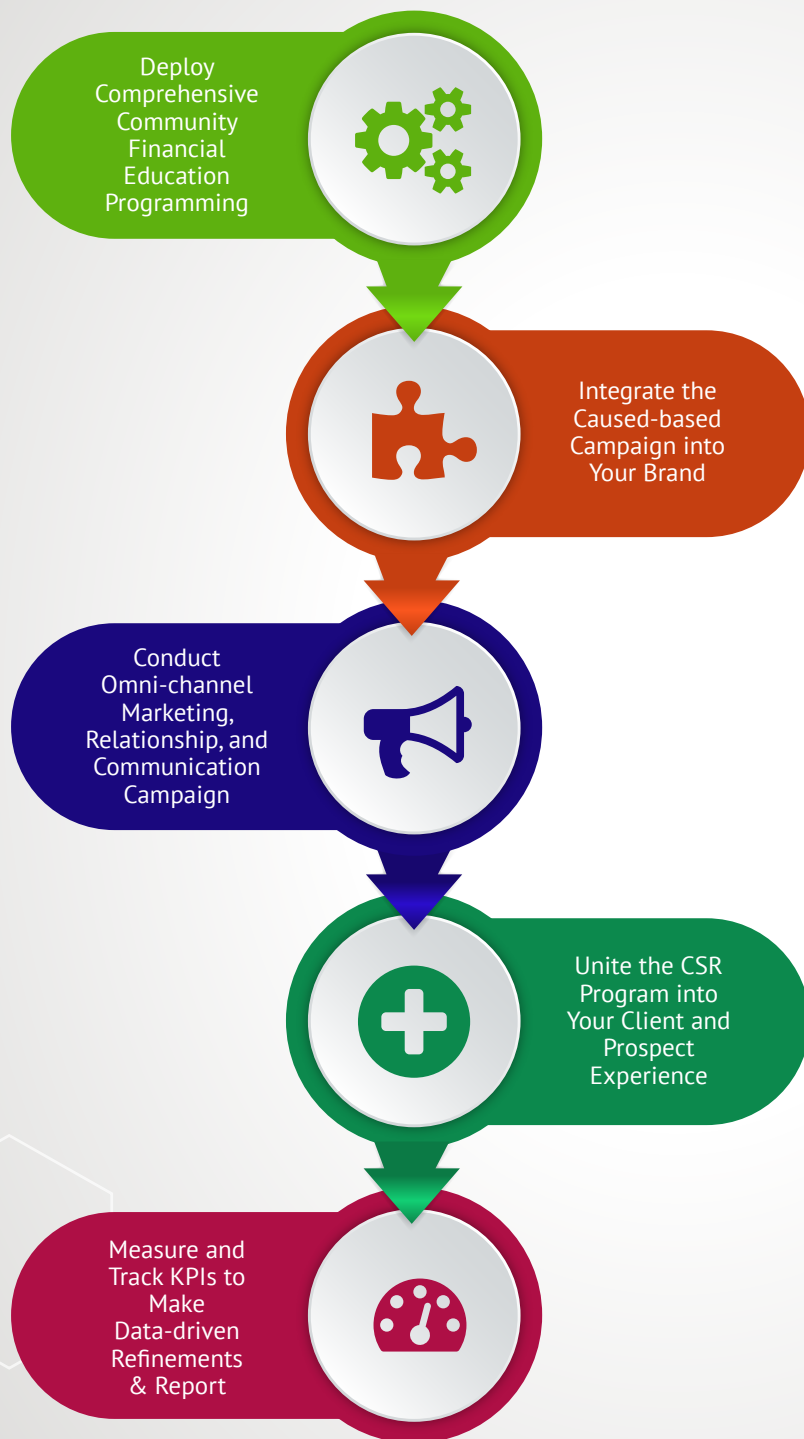 Deploy
Comprehensive
Community
Financial
Education
Programming
Integrate the
Caused-based
Campaign into
Your Brand
Conduct
Omni-channel
Marketing,
Relationship, and
Communication
Campaign
Unite the CSR
Program into
Your Client and
Prospect
Experience
Measure and
Track KPIs to
Make
Data-driven
Refinements
& Report